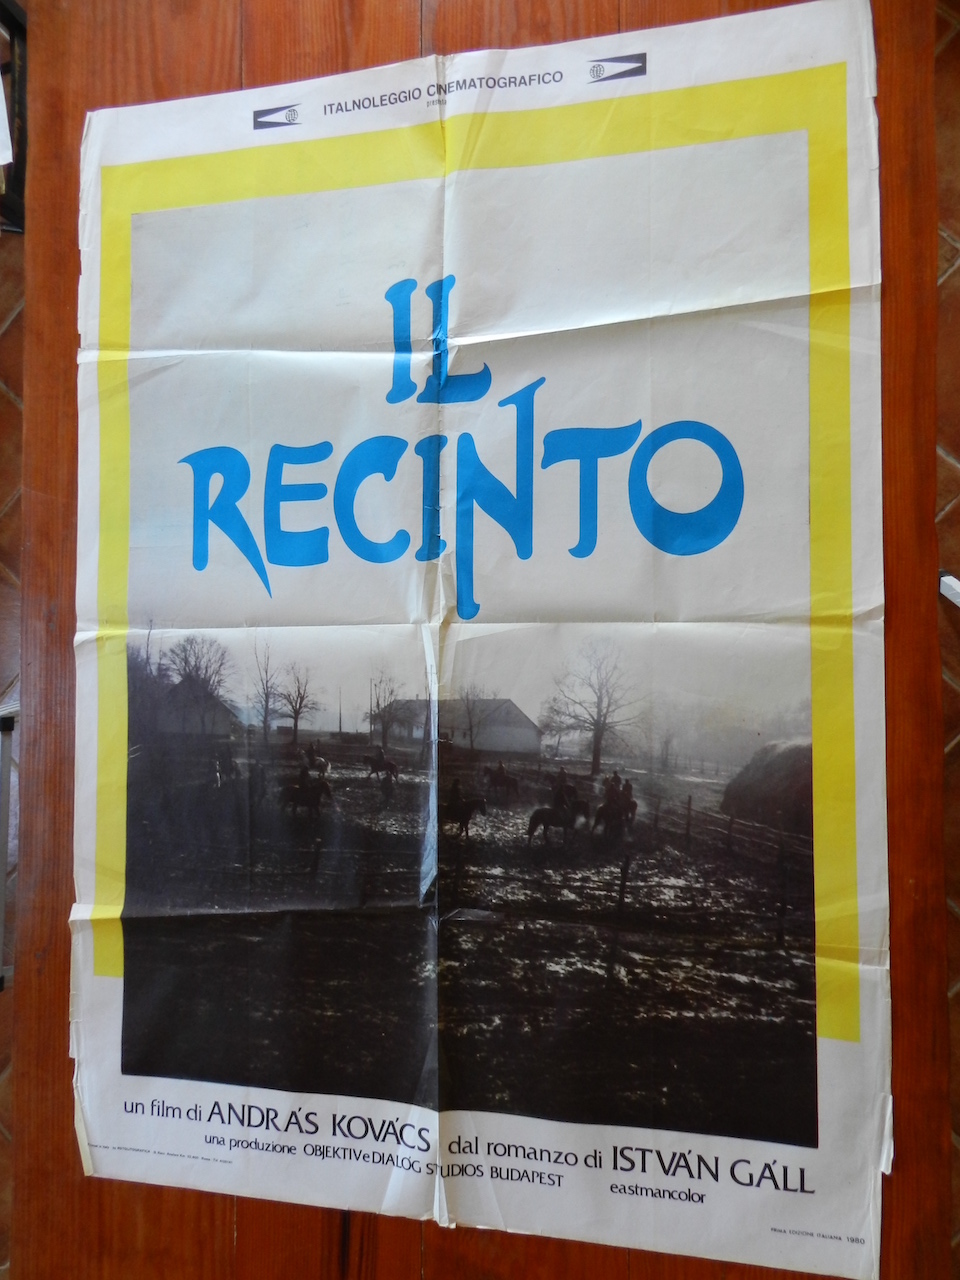 ITALNOLEGGIO CINEMATOGRAFICO
presenta
IL
RECINTO
un film di ANDRÁS KOVÁCS dal romanzo di ISTVÁN GÁLL
una produzione OBJEKTIV e DIALÓG STUDIOS BUDAPEST eastmancolor
PRIMA EDIZIONE ITALIANA 1980